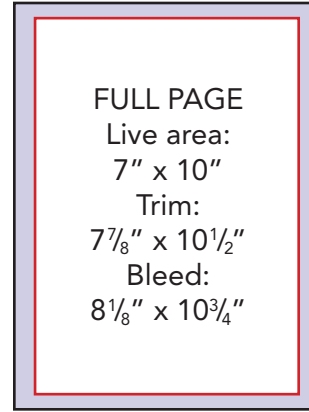 FULL PAGE
Live area:
7” x 10”
Trim:
7⅞” x 10½”
Bleed:
8⅛” x 10¾”